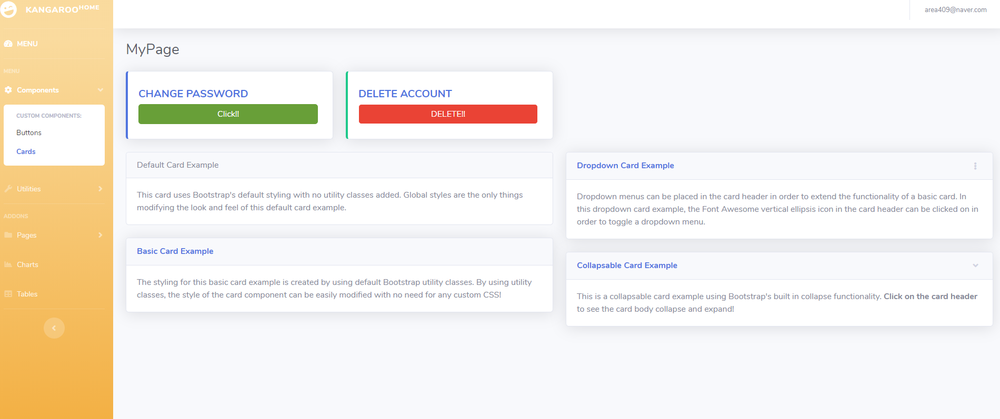 KANGAROOHOME
area409@naver.com
MENU
MENU
Components
CUSTOM COMPONENTS:
Buttons
Cards
Utilities
ADDONS
Pages
Charts
Tables
MyPage
CHANGE PASSWORD
Click!!
DELETE ACCOUNT
DELETE!!
Default Card Example
This card uses Bootstrap's default styling with no utility classes added. Global styles are the only things
modifying the look and feel of this default card example.
Basic Card Example
The styling for this basic card example is created by using default Bootstrap utility classes. By using utility
classes, the style of the card component can be easily modified with no need for any custom CSS!
Dropdown Card Example
Dropdown menus can be placed in the card header in order to extend the functionality of a basic card. In
this dropdown card example, the Font Awesome vertical ellipsis icon in the card header can be clicked on in
order to toggle a dropdown menu.
Collapsable Card Example
This is a collapsable card example using Bootstrap's built in collapse functionality. Click on the card header
to see the card body collapse and expand!